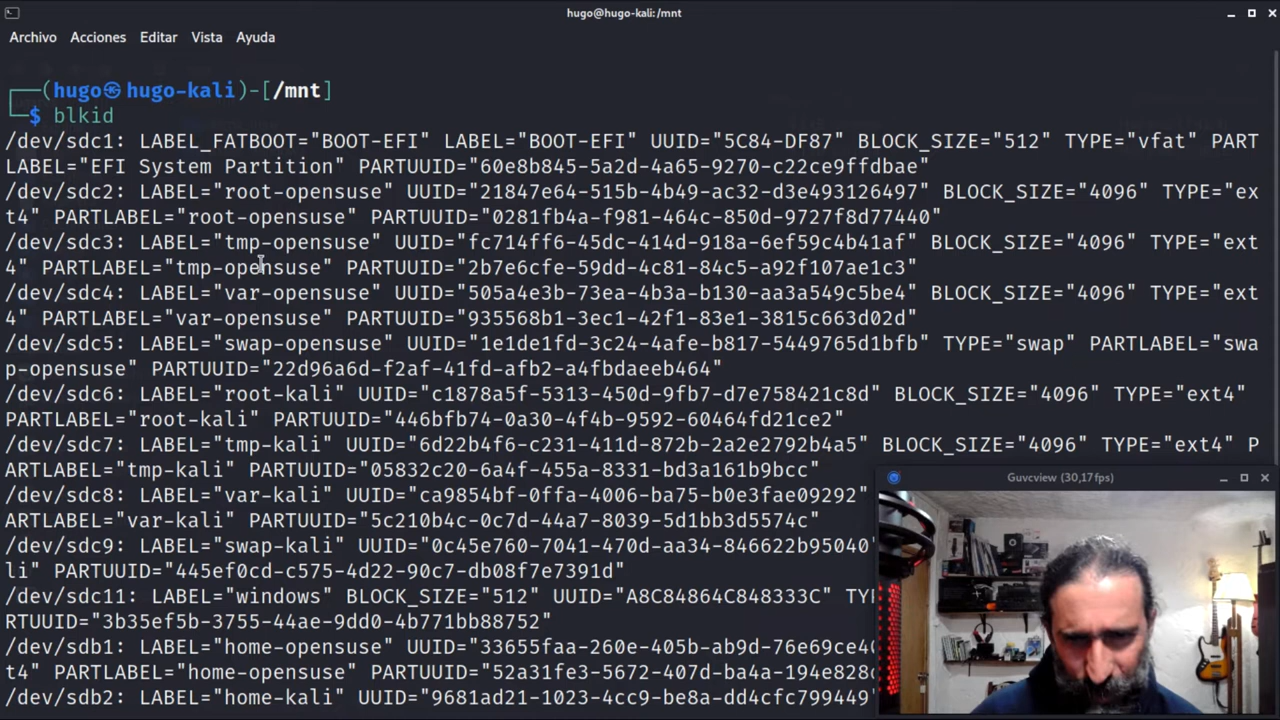 hugo@hugo-kali: /mnt
Archivo Acciones Editar Vista Ayuda
┌──(hugo㉿hugo-kali)-[/mnt]
└─$ blkid
/dev/sdc1: LABEL_FATBOOT="BOOT-EFI" LABEL="BOOT-EFI" UUID="5C84-DF87" BLOCK_SIZE="512" TYPE="vfat" PART
LABEL="EFI System Partition" PARTUUID="60e8b845-5a2d-4a65-9270-c22ce9ffdbae"
/dev/sdc2: LABEL="root-opensuse" UUID="21847e64-515b-4b49-ac32-d3e493126497" BLOCK_SIZE="4096" TYPE="ex
t4" PARTLABEL="root-opensuse" PARTUUID="0281fb4a-f981-464c-850d-9727f8d77440"
/dev/sdc3: LABEL="tmp-opensuse" UUID="fc714ff6-45dc-414d-918a-6ef59c4b41af" BLOCK_SIZE="4096" TYPE="ext
4" PARTLABEL="tmp-opensuse" PARTUUID="2b7e6cfe-59dd-4c81-84c5-a92f107ae1c3"
/dev/sdc4: LABEL="var-opensuse" UUID="505a4e3b-73ea-4b3a-b130-aa3a549c5be4" BLOCK_SIZE="4096" TYPE="ext
4" PARTLABEL="var-opensuse" PARTUUID="935568b1-3ec1-42f1-83e1-3815c663d02d"
/dev/sdc5: LABEL="swap-opensuse" UUID="1e1de1fd-3c24-4afe-b817-5449765d1bfb" TYPE="swap" PARTLABEL="swa
p-opensuse" PARTUUID="22d96a6d-f2af-41fd-afb2-a4fbdaeeb464"
/dev/sdc6: LABEL="root-kali" UUID="c1878a5f-5313-450d-9fb7-d7e758421c8d" BLOCK_SIZE="4096" TYPE="ext4"
PARTLABEL="root-kali" PARTUUID="446bfb74-0a30-4f4b-9592-60464fd21ce2"
/dev/sdc7: LABEL="tmp-kali" UUID="6d22b4f6-c231-411d-872b-2a2e2792b4a5" BLOCK_SIZE="4096" TYPE="ext4" P
ARTLABEL="tmp-kali" PARTUUID="05832c20-6a4f-455a-8331-bd3a161b9bcc"
/dev/sdc8: LABEL="var-kali" UUID="ca9854bf-0ffa-4006-ba75-b0e3fae09292"
ARTLABEL="var-kali" PARTUUID="5c210b4c-0c7d-44a7-8039-5d1bb3d5574c"
/dev/sdc9: LABEL="swap-kali" UUID="0c45e760-7041-470d-aa34-846622b95040"
li" PARTUUID="445ef0cd-c575-4d22-90c7-db08f7e7391d"
/dev/sdc11: LABEL="windows" BLOCK_SIZE="512" UUID="A8C84864C848333C" TYP
RTUUID="3b35ef5b-3755-44ae-9dd0-4b771bb88752"
/dev/sdb1: LABEL="home-opensuse" UUID="33655faa-260e-405b-ab9d-76e69ce4
t4" PARTLABEL="home-opensuse" PARTUUID="52a31fe3-5672-407d-ba4a-194e828
/dev/sdb2: LABEL="home-kali" UUID="9681ad21-1023-4cc9-be8a-dd4cfc799449"
Guvcview (30,17 fps)